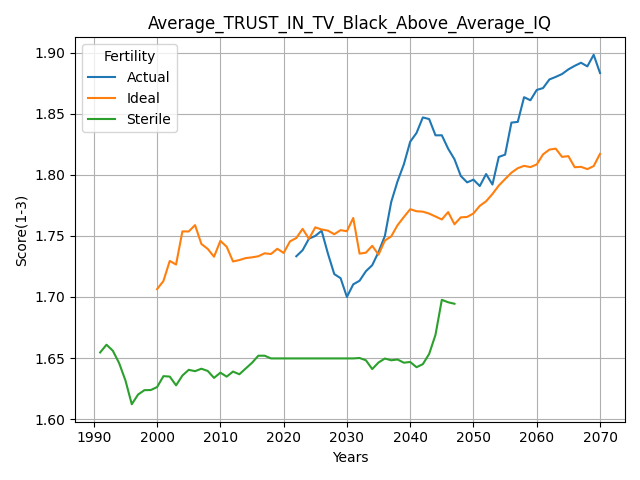 Average_TRUST_IN_TV_Black_Above_Average_IQ
Fertility
Actual
Ideal
Sterile
Score(1-3)
1.90
1.85
1.80
1.75
1.70
1.65
1.60
1990 2000 2010 2020 2030 2040 2050 2060 2070
Years